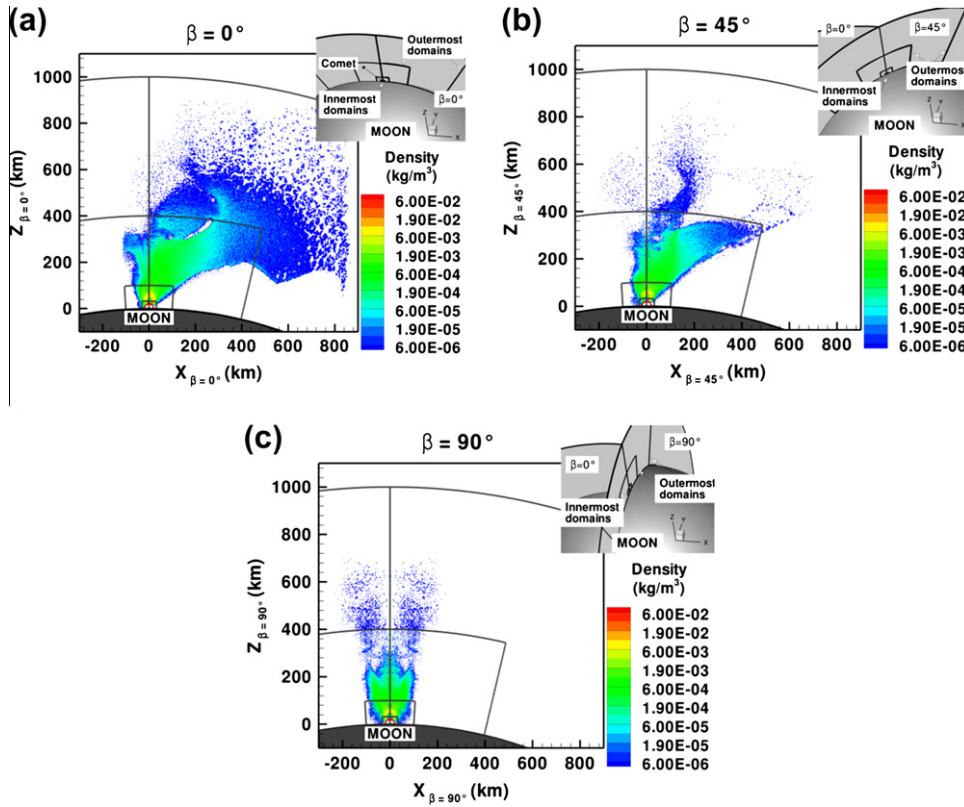 (a)
β = 0°
Z β = 0° (km)
1000
800
600
400
200
0
-200
0
200
400
600
800
X β = 0° (km)
MOON
Comet
Outermost
domains
Innermost
domains
β=0°
MOON
Z
Y
X
Density
(kg/m³)
6.00E-02
1.90E-02
6.00E-03
1.90E-03
6.00E-04
1.90E-04
6.00E-05
1.90E-05
6.00E-06
(b)
β = 45°
Z β = 45° (km)
1000
800
600
400
200
0
-200
0
200
400
600
800
X β = 45° (km)
MOON
β=0°
β=45°
Outermost
domains
Innermost
domains
MOON
Z
Y
X
Density
(kg/m³)
6.00E-02
1.90E-02
6.00E-03
1.90E-03
6.00E-04
1.90E-04
6.00E-05
1.90E-05
6.00E-06
(c)
β = 90°
Z β = 90° (km)
1000
800
600
400
200
0
-200
0
200
400
600
800
X β = 90° (km)
MOON
β=0°
β=90°
Innermost
domains
Outermost
domains
MOON
Z
Y
X
Density
(kg/m³)
6.00E-02
1.90E-02
6.00E-03
1.90E-03
6.00E-04
1.90E-04
6.00E-05
1.90E-05
6.00E-06